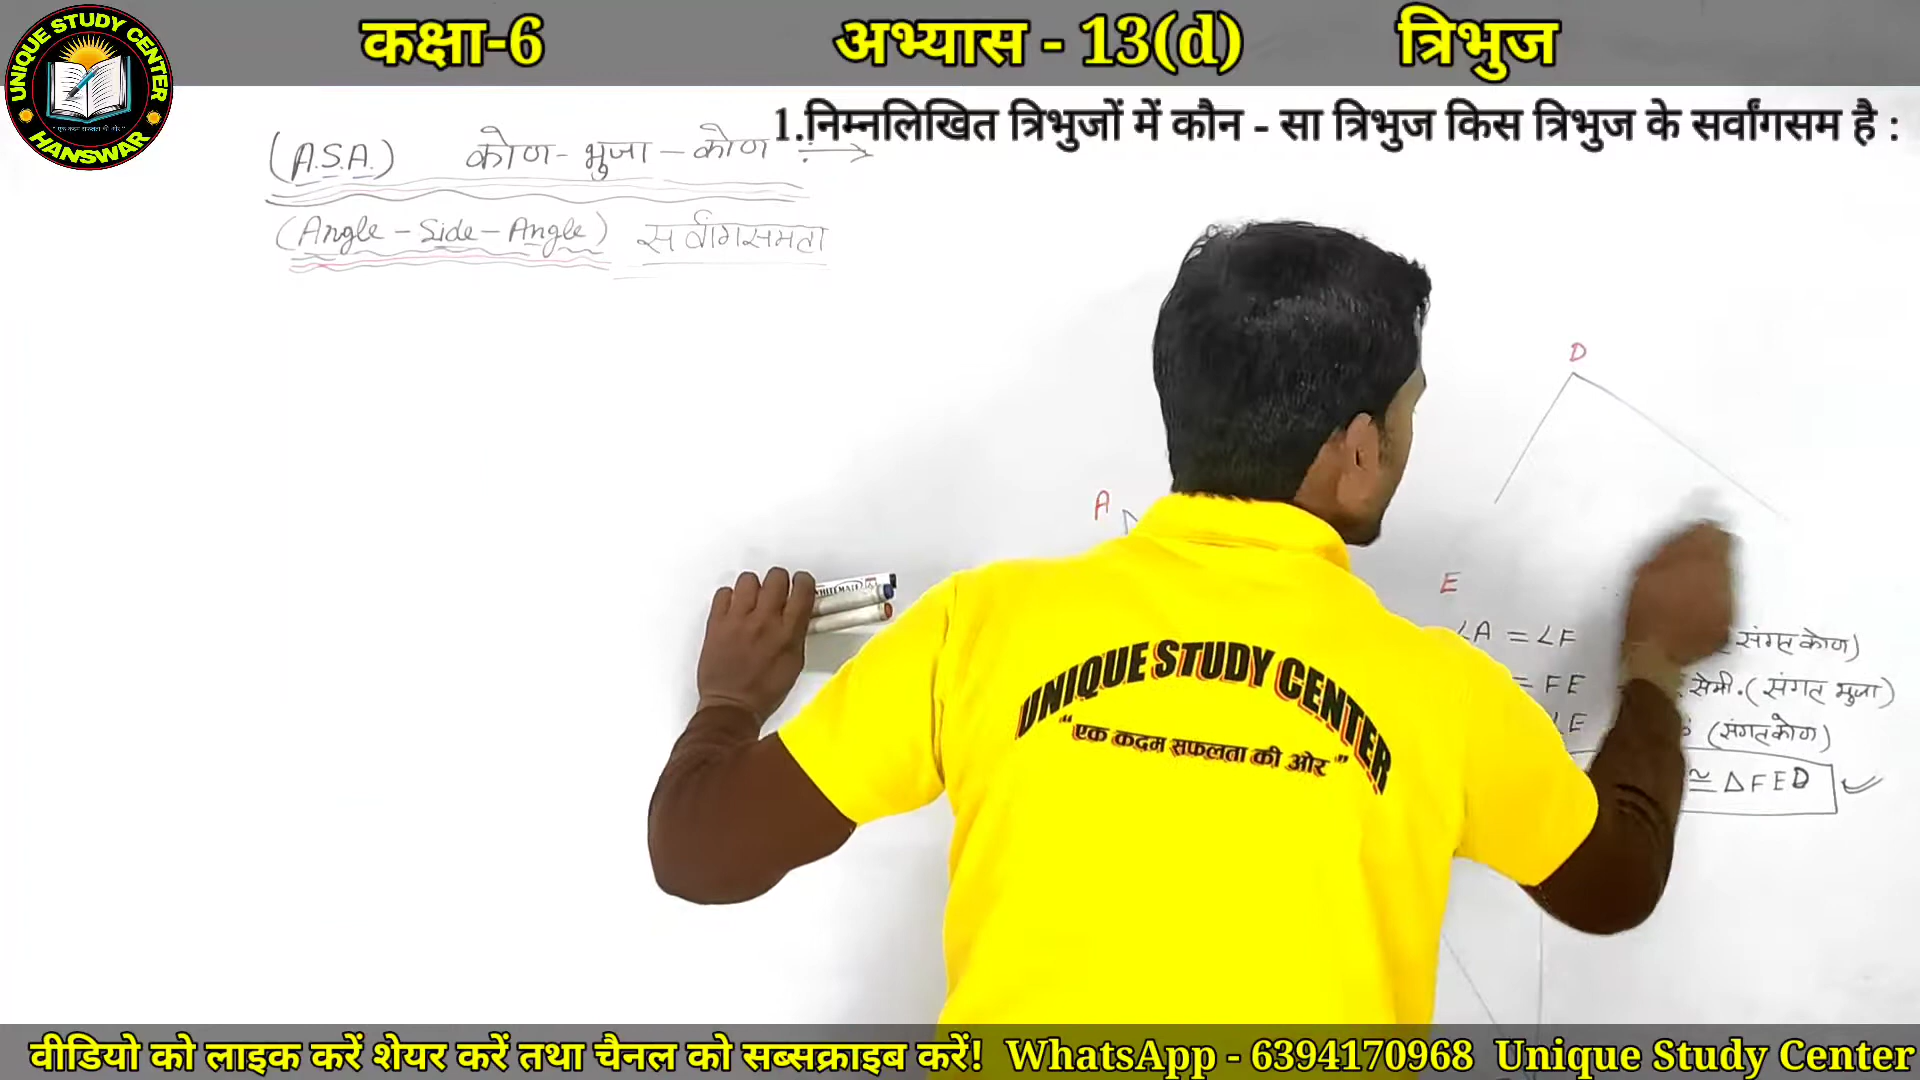 कक्षा-6 अभ्यास - 13(d) त्रिभुज
UNIQUE STUDY CENTER
HANSWAR
1.निम्नलिखित त्रिभुजों में कौन - सा त्रिभुज किस त्रिभुज के सर्वांगसम है :
(A.S.A.) कोण - भुजा - कोण :→
(Angle - Side - Angle) सर्वांगसमता
D
A
E
∠A = ∠F संगत कोण)
= FE सेमी. (संगत भुजा)
∠E (संगत कोण)
≅ △FED
UNIQUE STUDY CENTER
“एक कदम सफलता की ओर”
वीडियो को लाइक करें शेयर करें तथा चैनल को सब्सक्राइब करें! WhatsApp - 6394170968 Unique Study Center